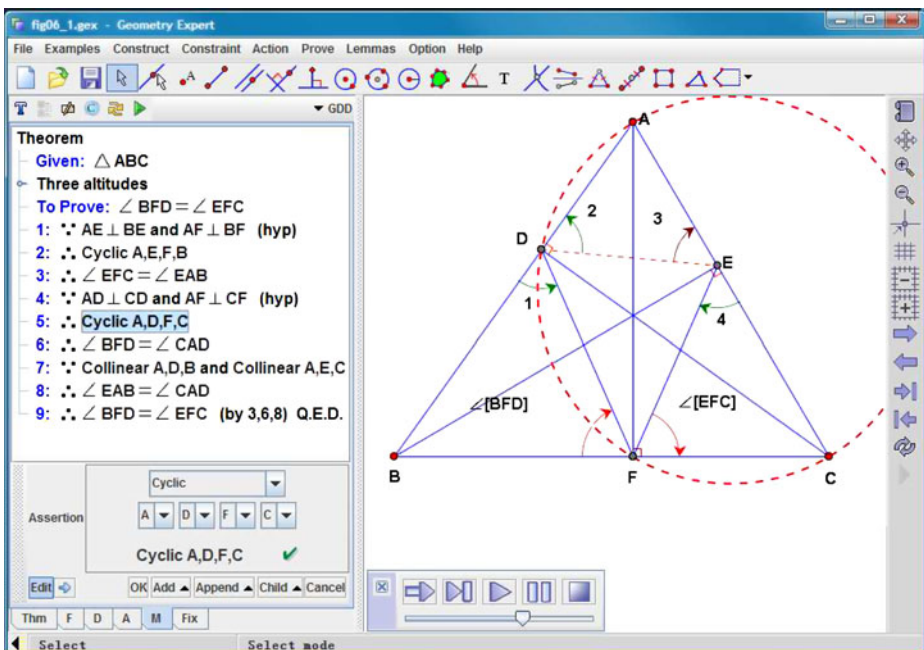 fig06_1.gex - Geometry Expert
File Examples Construct Constraint Action Prove Lemmas Option Help
T
GDD
Theorem
Given: △ ABC
Three altitudes
To Prove: ∠ BFD = ∠ EFC
1: ∵ AE ⊥ BE and AF ⊥ BF (hyp)
2: ∴ Cyclic A,E,F,B
3: ∴ ∠ EFC = ∠ EAB
4: ∵ AD ⊥ CD and AF ⊥ CF (hyp)
5: ∴ Cyclic A,D,F,C
6: ∴ ∠ BFD = ∠ CAD
7: ∵ Collinear A,D,B and Collinear A,E,C
8: ∴ ∠ EAB = ∠ CAD
9: ∴ ∠ BFD = ∠ EFC (by 3,6,8) Q.E.D.
Cyclic
Assertion
A D F C
Cyclic A,D,F,C
Edit OK Add Append Child Cancel
Thm F D A M Fix
Select Select mode
A
2
3
D
E
1
4
∠[BFD]
∠[EFC]
B
F
C